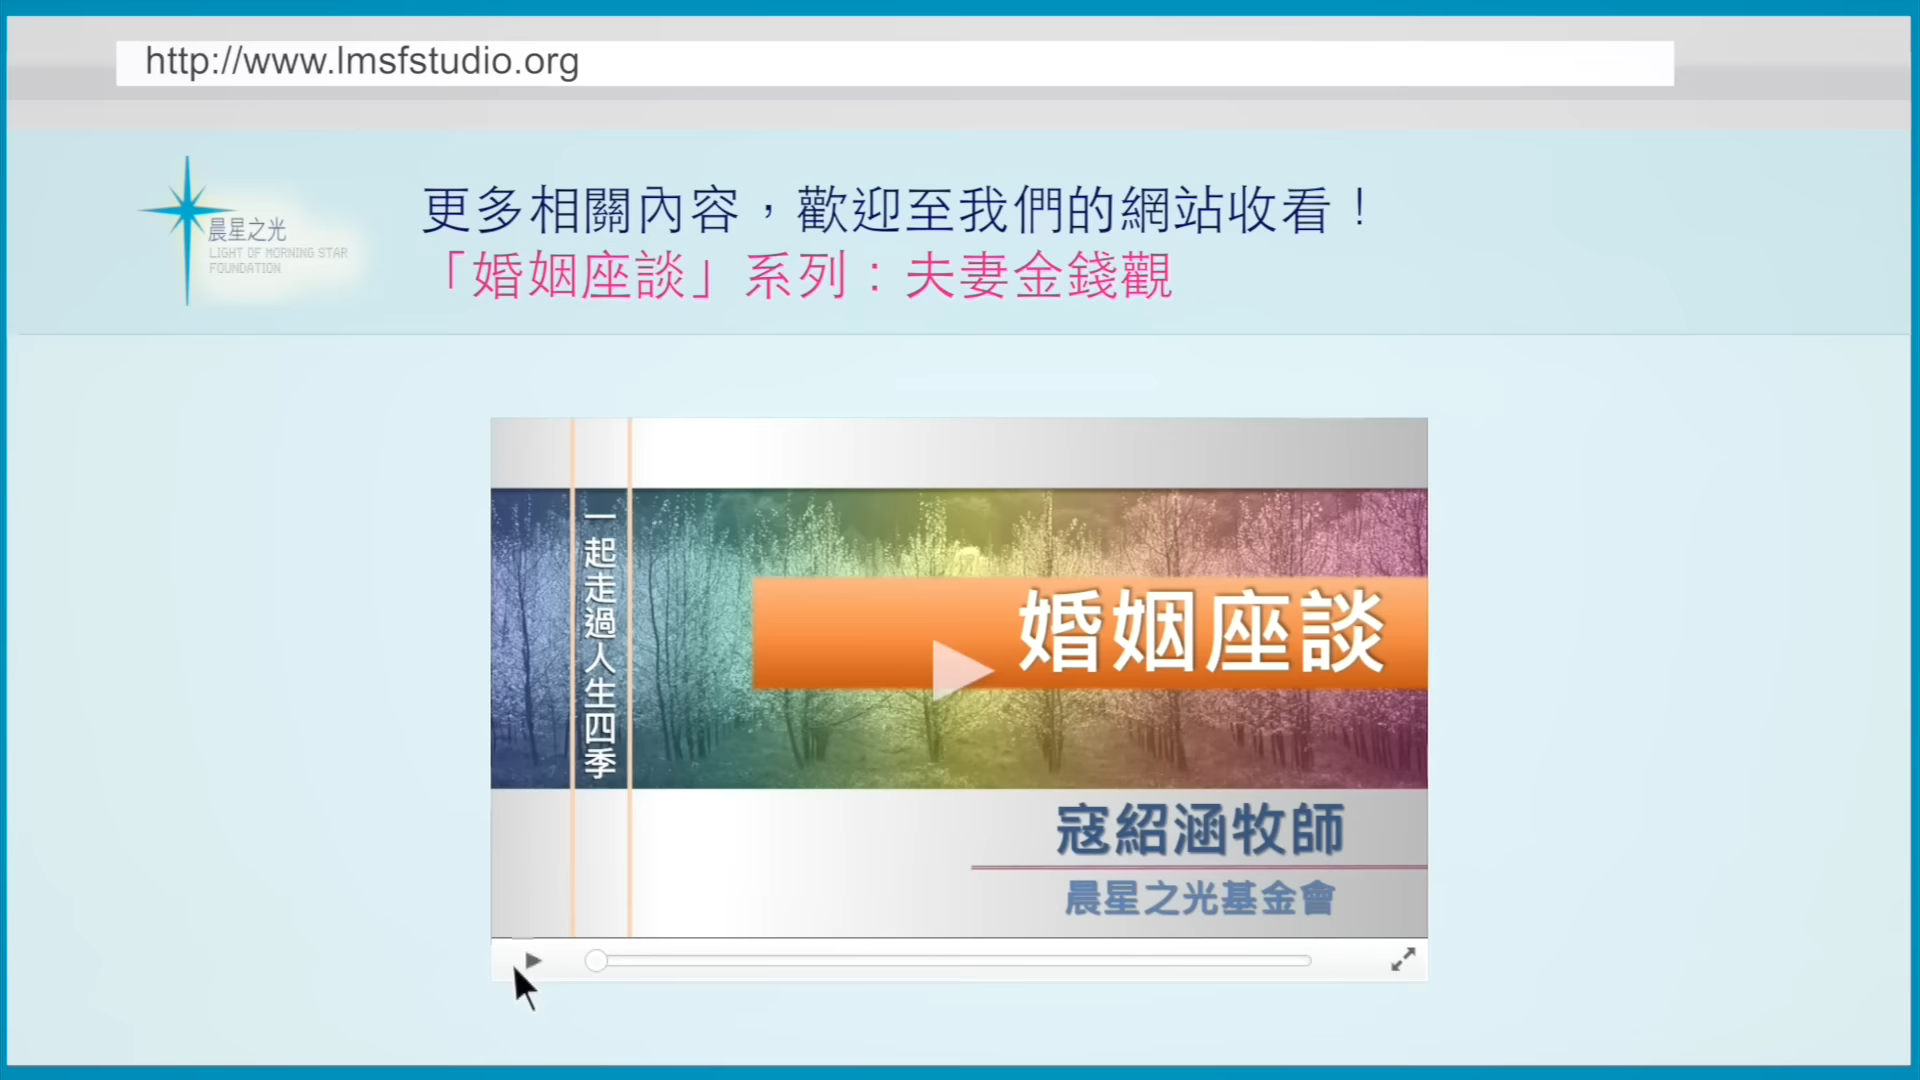 http://www.lmsfstudio.org
更多相關內容，歡迎至我們的網站收看！
「婚姻座談」系列：夫妻金錢觀
晨星之光
LIGHT OF MORNING STAR
FOUNDATION
一起走過人生四季
婚姻座談
寇紹涵牧師
晨星之光基金會